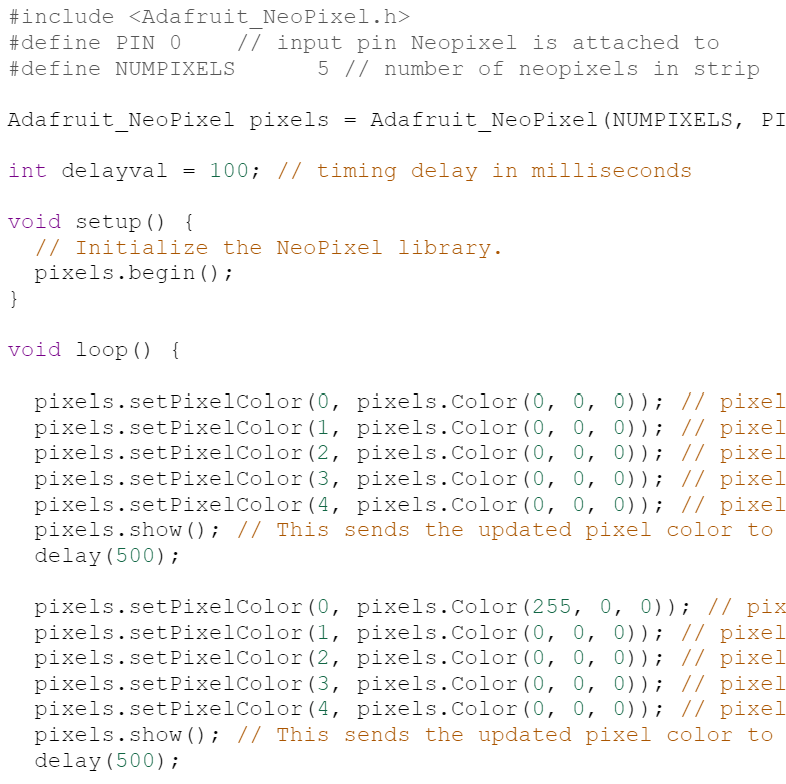 #include <Adafruit_NeoPixel.h>
#define PIN 0    // input pin Neopixel is attached to
#define NUMPIXELS      5 // number of neopixels in strip
Adafruit_NeoPixel pixels = Adafruit_NeoPixel(NUMPIXELS, PI
int delayval = 100; // timing delay in milliseconds
void setup() {
  // Initialize the NeoPixel library.
  pixels.begin();
}
void loop() {
  pixels.setPixelColor(0, pixels.Color(0, 0, 0)); // pixel
  pixels.setPixelColor(1, pixels.Color(0, 0, 0)); // pixel
  pixels.setPixelColor(2, pixels.Color(0, 0, 0)); // pixel
  pixels.setPixelColor(3, pixels.Color(0, 0, 0)); // pixel
  pixels.setPixelColor(4, pixels.Color(0, 0, 0)); // pixel
  pixels.show(); // This sends the updated pixel color to
  delay(500);
  pixels.setPixelColor(0, pixels.Color(255, 0, 0)); // pix
  pixels.setPixelColor(1, pixels.Color(0, 0, 0)); // pixel
  pixels.setPixelColor(2, pixels.Color(0, 0, 0)); // pixel
  pixels.setPixelColor(3, pixels.Color(0, 0, 0)); // pixel
  pixels.setPixelColor(4, pixels.Color(0, 0, 0)); // pixel
  pixels.show(); // This sends the updated pixel color to
  delay(500);